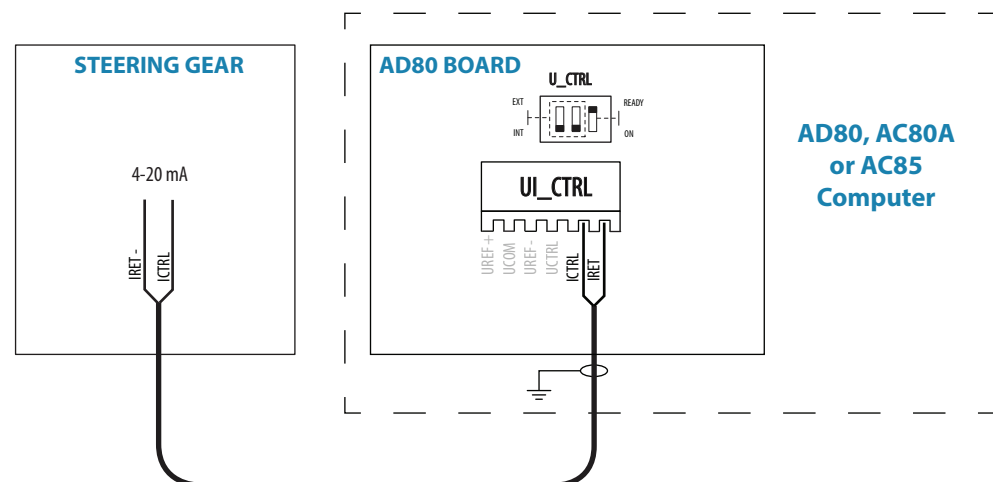 STEERING GEAR
4-20 mA
IRET -
ICTRL
AD80 BOARD
U_CTRL
EXT
READY
INT
ON
UI_CTRL
UREF +
UCOM
UREF -
UCTRL
ICTRL
IRET
AD80, AC80A
or AC85
Computer